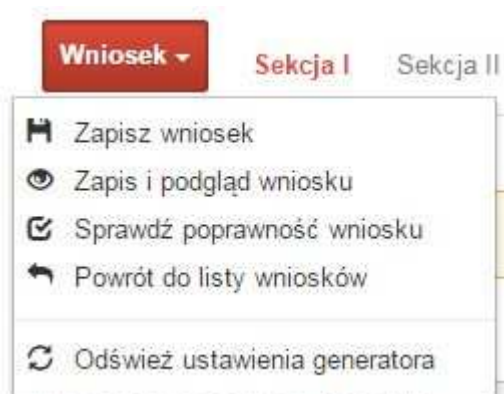 Wniosek Sekcja I Sekcja II
Zapisz wniosek
Zapis i podgląd wniosku
Sprawdź poprawność wniosku
Powrót do listy wniosków
Odśwież ustawienia generatora